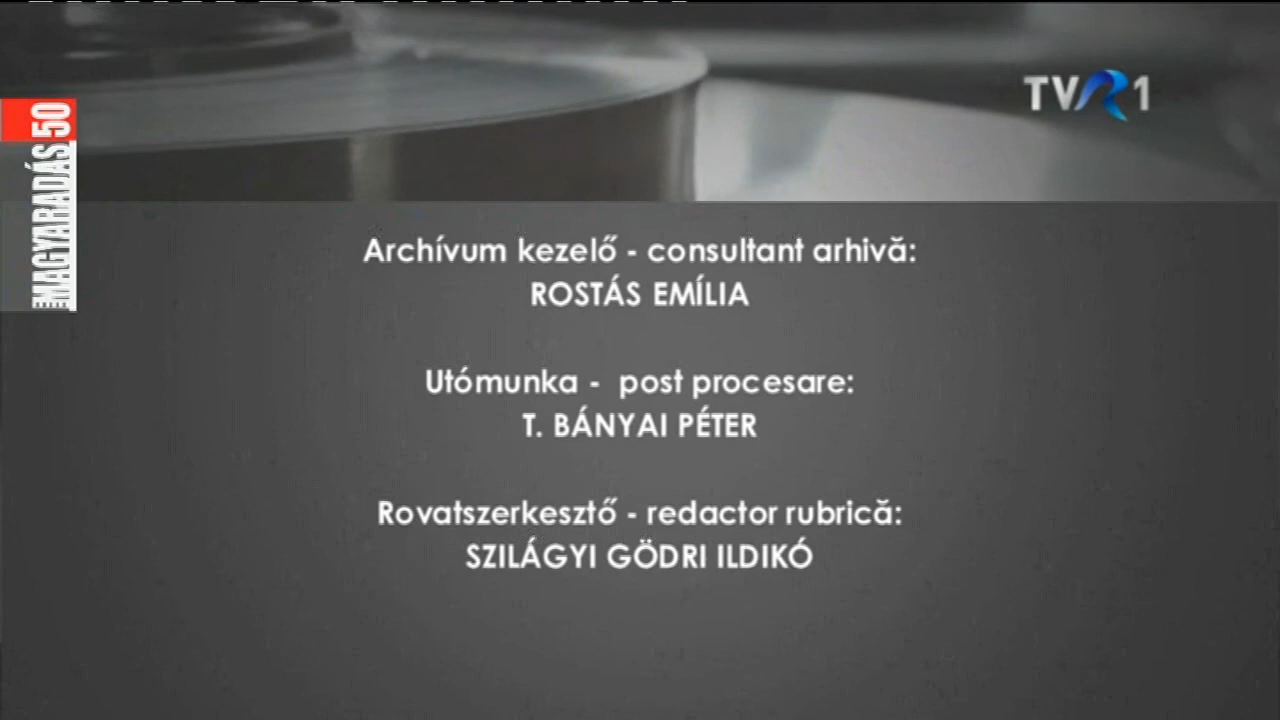 TVR1
MAGYARADÁS 50
Archívum kezelő - consultant arhivă:
ROSTÁS EMÍLIA
Utómunka -  post procesare:
T. BÁNYAI PÉTER
Rovatszerkesztő - redactor rubrică:
SZILÁGYI GÖDRI ILDIKÓ